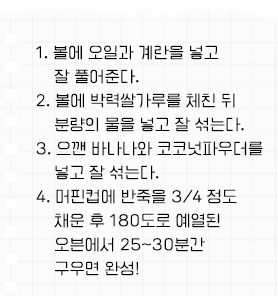 1. 볼에 오일과 계란을 넣고
잘 풀어준다.
2. 볼에 박력쌀가루를 체친 뒤
분량의 물을 넣고 잘 섞는다.
3. 으깬 바나나와 코코넛파우더를
넣고 잘 섞는다.
4. 머핀컵에 반죽을 3/4 정도
채운 후 180도로 예열된
오븐에서 25~30분간
구우면 완성!